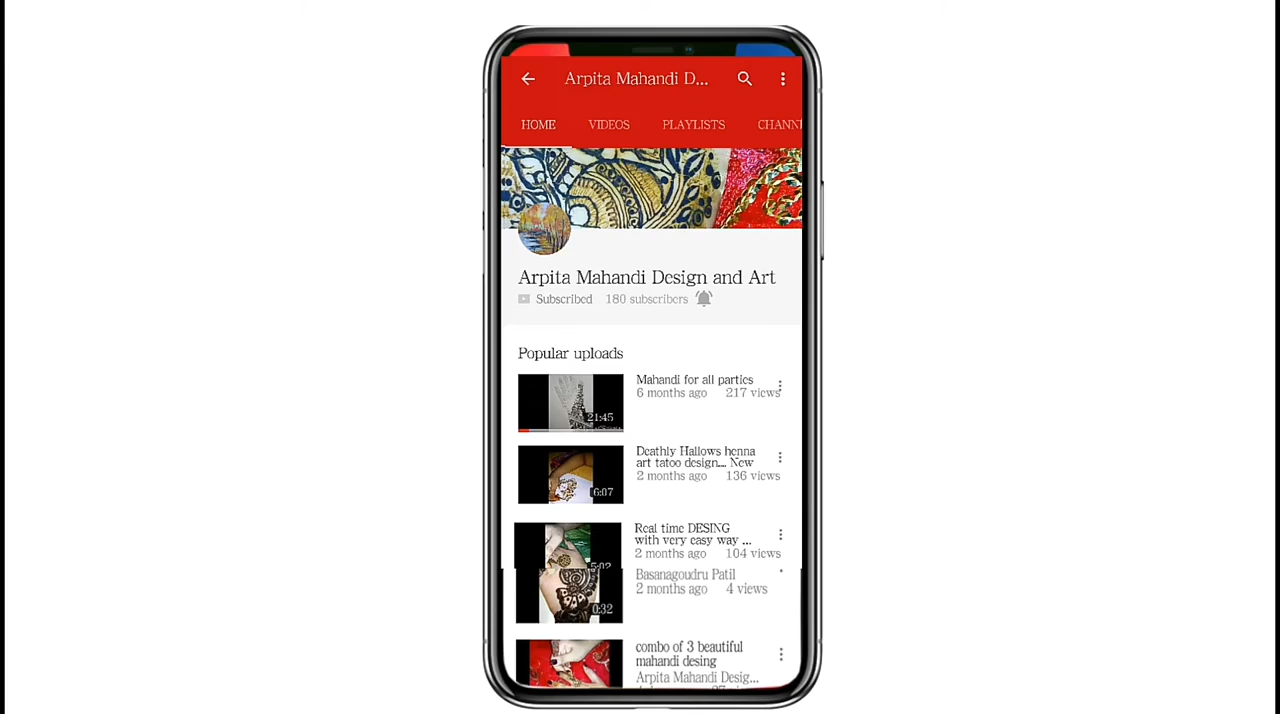 Arpita Mahandi D...
HOME VIDEOS PLAYLISTS CHANN
Arpita Mahandi Design and Art
Subscribed 180 subscribers
Popular uploads
Mahandi for all parties
6 months ago 217 views
21:45
Deathly Hallows henna
art tatoo design.... New
2 months ago 136 views
6:07
Real time DESING
with very easy way ...
2 months ago 104 views
5:02
Basanagoudru Patil
2 months ago 4 views
0:32
combo of 3 beautiful
mahandi desing
Arpita Mahandi Desig...